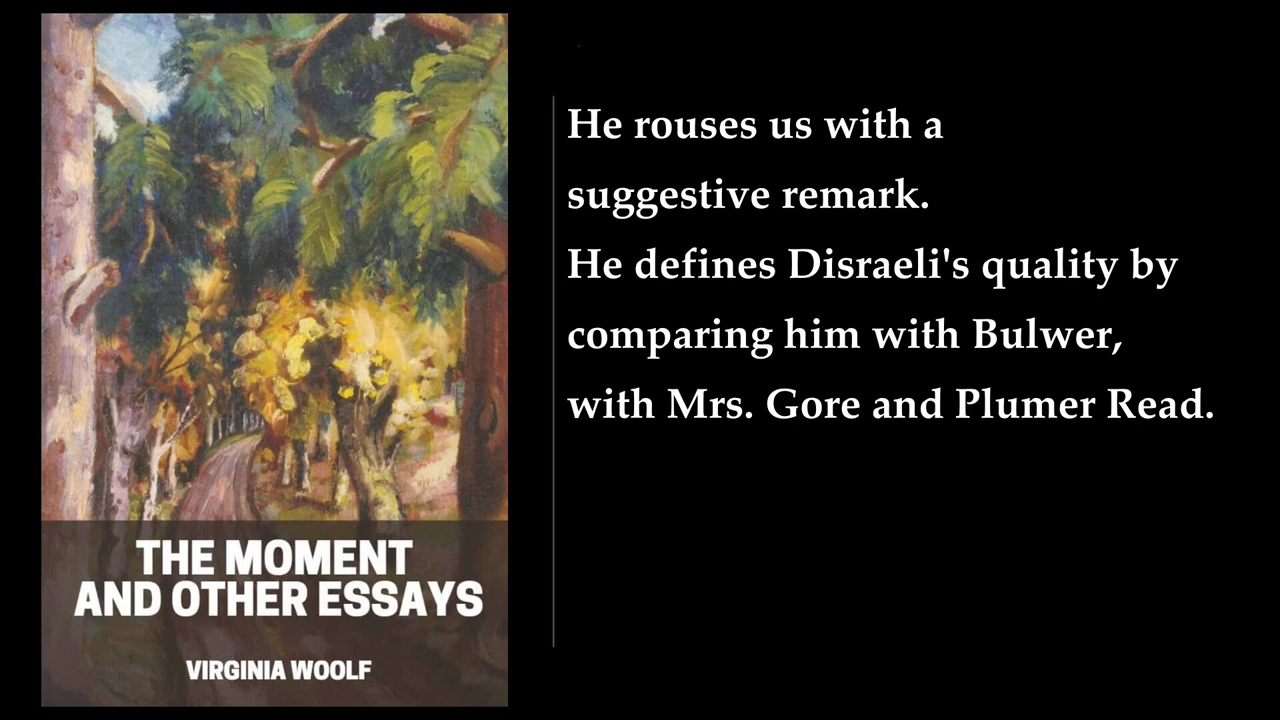 THE MOMENT
AND OTHER ESSAYS
VIRGINIA WOOLF
He rouses us with a
suggestive remark.
He defines Disraeli's quality by
comparing him with Bulwer,
with Mrs. Gore and Plumer Read.